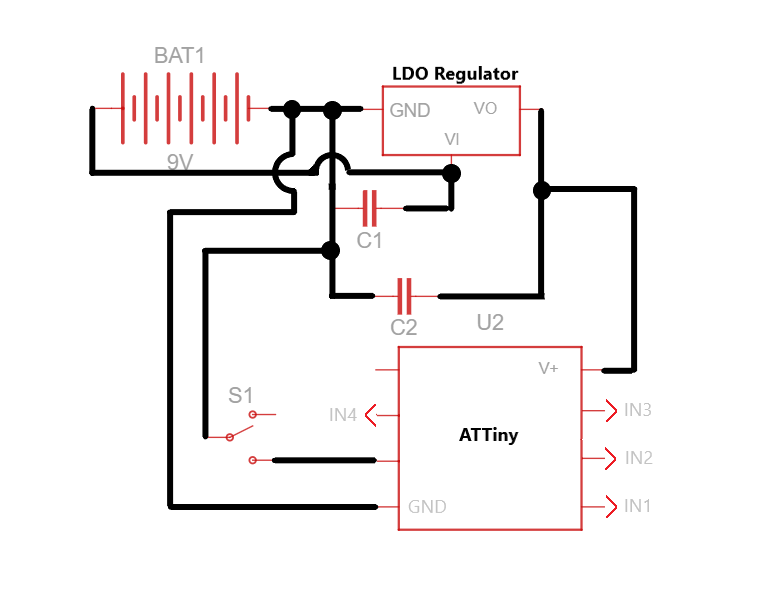 BAT1
LDO Regulator
GND
VO
VI
9V
C1
C2
U2
V+
S1
IN4
IN3
ATTiny
IN2
GND
IN1